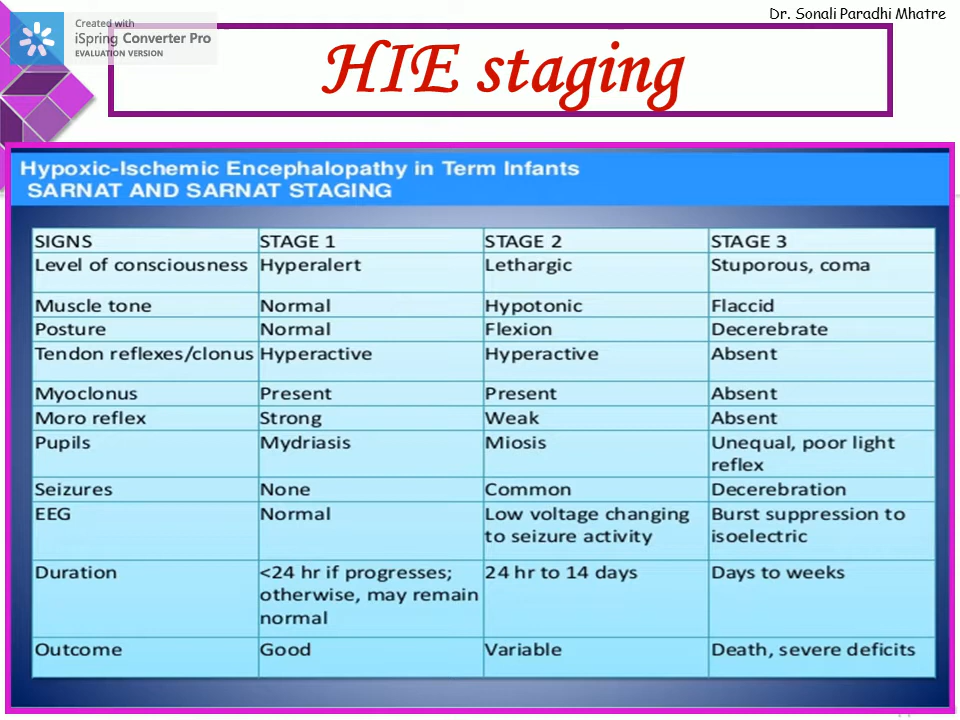 Dr. Sonali Paradhi Mhatre
Created with
iSpring Converter Pro
EVALUATION VERSION
HIE staging
Hypoxic-Ischemic Encephalopathy in Term Infants
SARNAT AND SARNAT STAGING
SIGNS STAGE 1 STAGE 2 STAGE 3
Level of consciousness Hyperalert Lethargic Stuporous, coma
Muscle tone Normal Hypotonic Flaccid
Posture Normal Flexion Decerebrate
Tendon reflexes/clonus Hyperactive Hyperactive Absent
Myoclonus Present Present Absent
Moro reflex Strong Weak Absent
Pupils Mydriasis Miosis Unequal, poor light
reflex
Seizures None Common Decerebration
EEG Normal Low voltage changing Burst suppression to
to seizure activity isoelectric
Duration <24 hr if progresses; 24 hr to 14 days Days to weeks
otherwise, may remain
normal
Outcome Good Variable Death, severe deficits